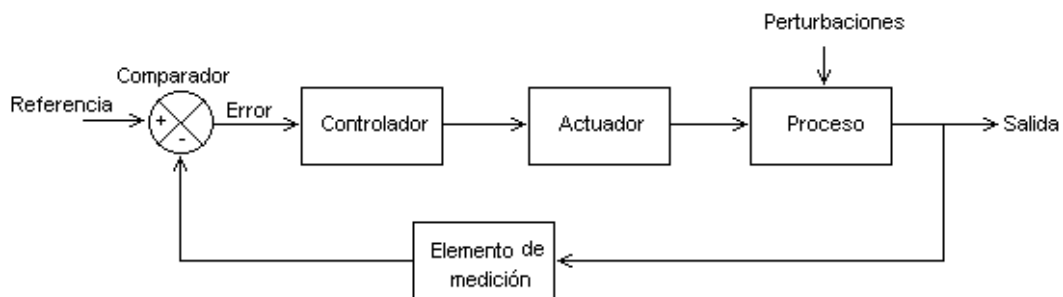 Perturbaciones
Comparador
Referencia
+
-
Error
Controlador
Actuador
Proceso
Salida
Elemento de
medición